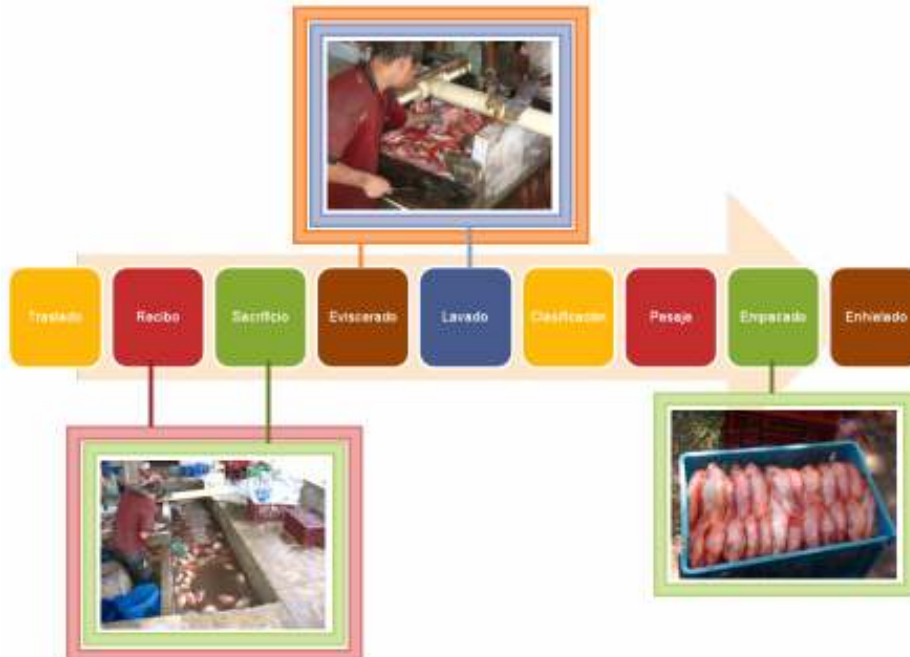 Traslado
Recibo
Sacrificio
Eviscerado
Lavado
Clasificación
Pesaje
Empacado
Enhielado